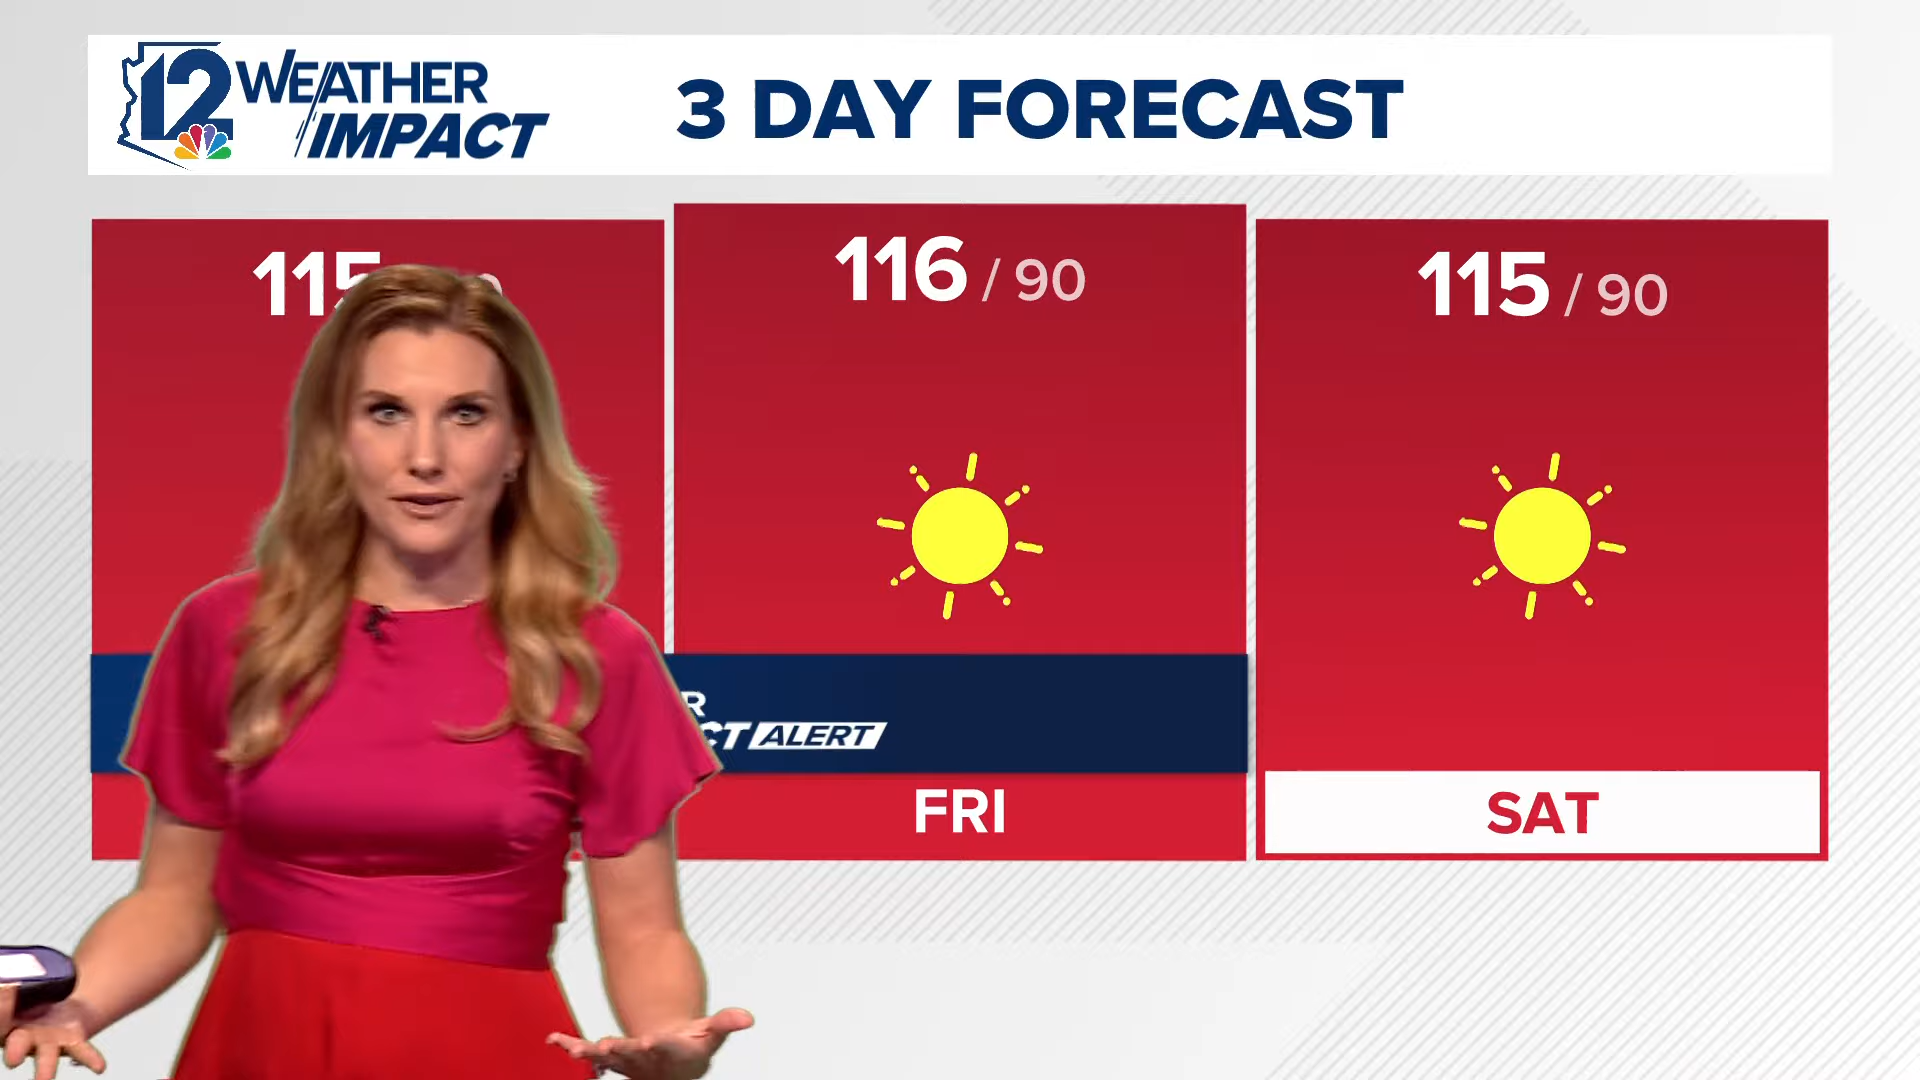 12 WEATHER
IMPACT
3 DAY FORECAST
115
116 / 90
115 / 90
ALERT
FRI
SAT